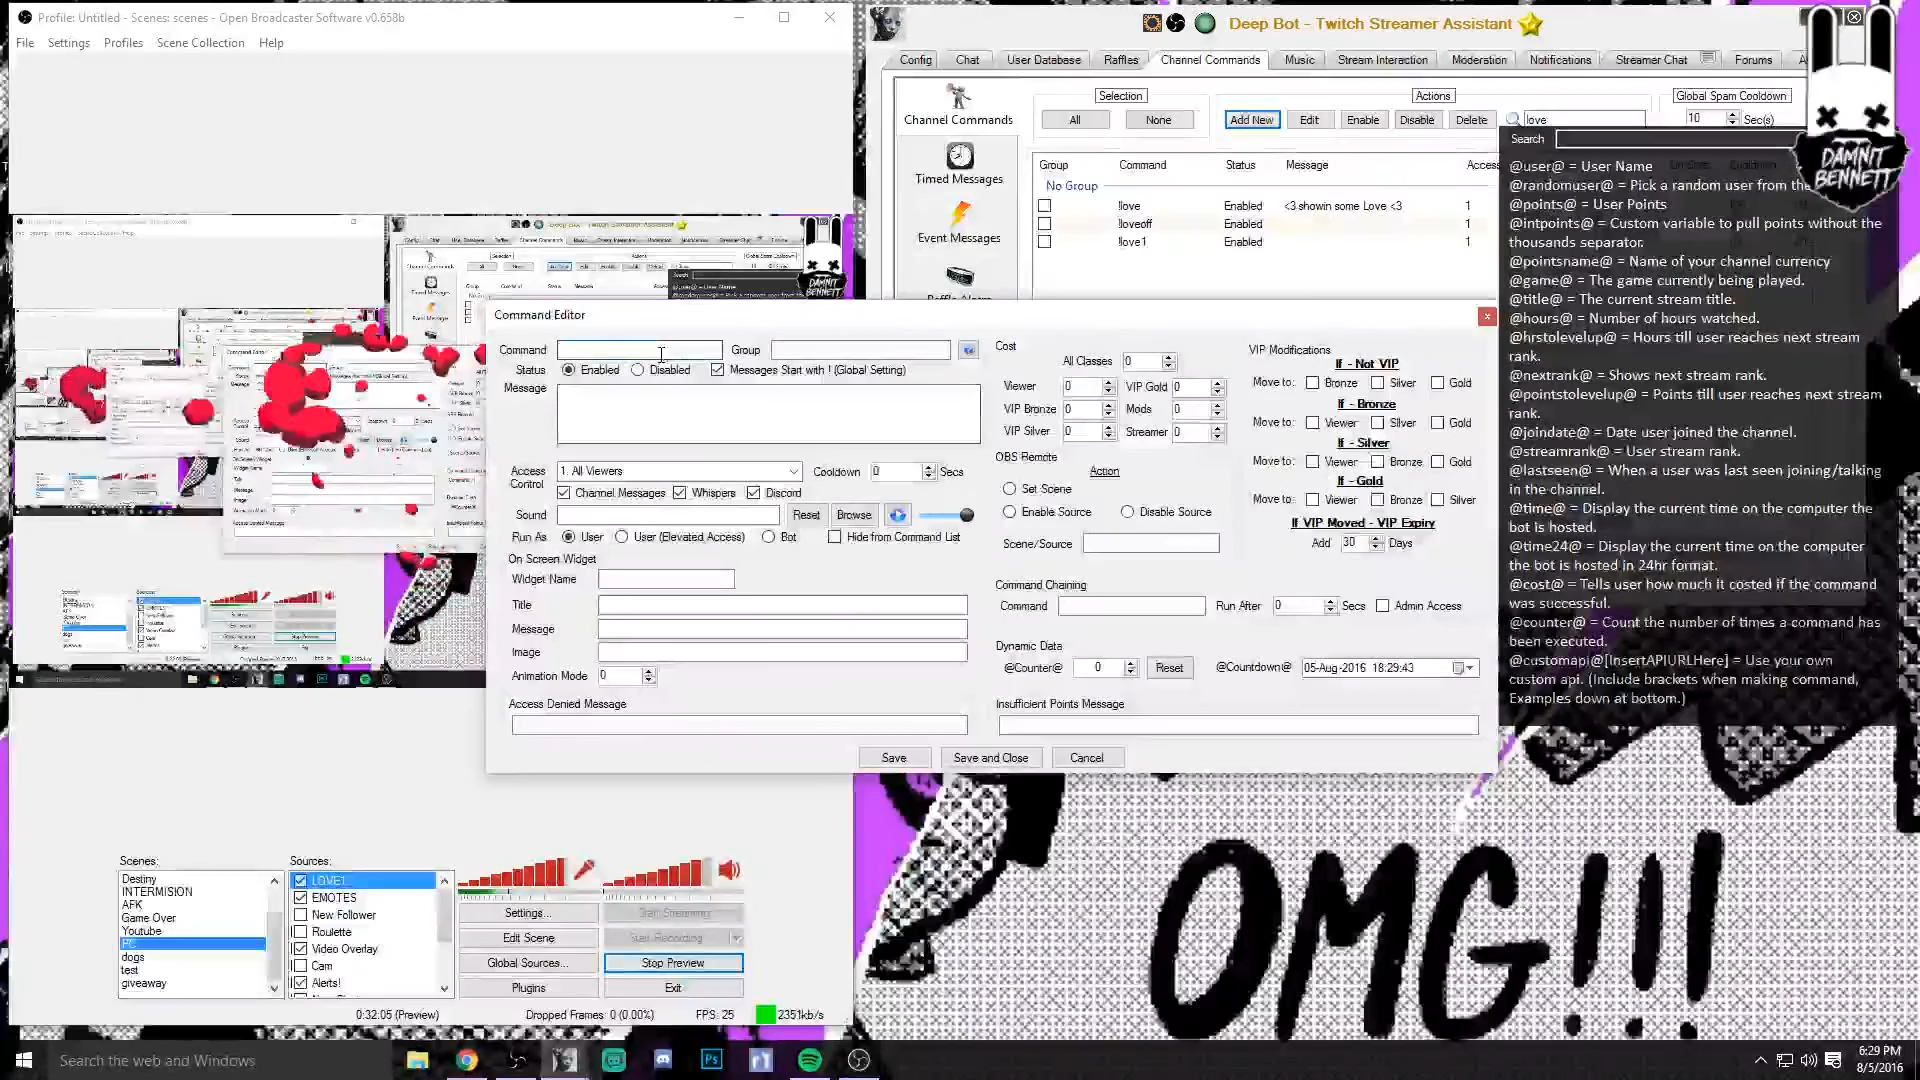 Profile: Untitled - Scenes: scenes - Open Broadcaster Software v0.658b
File Settings Profiles Scene Collection Help
Deep Bot - Twitch Streamer Assistant
Config Chat User Database Raffles Channel Commands Music Stream Interaction Moderation Notifications Streamer Chat Forums
Channel Commands
Timed Messages
Event Messages
Selection
All None
Actions
Add New Edit Enable Disable Delete love
Global Spam Cooldown
10 Sec(s)
Group Command Status Message Access
No Group
!love Enabled <3 showin some Love <3 1
!loveoff Enabled 1
!love1 Enabled 1
DAMNIT
BENNETT
Search
@user@ = User Name
@randomuser@ = Pick a random user from the
@points@ = User Points
@intpoints@ = Custom variable to pull points without the
thousands separator.
@pointsname@ = Name of your channel currency
@game@ = The game currently being played.
@title@ = The current stream title.
@hours@ = Number of hours watched.
@hrstolevelup@ = Hours till user reaches next stream
rank.
@nextrank@ = Shows next stream rank.
@pointstolevelup@ = Points till user reaches next stream
rank.
@joindate@ = Date user joined the channel.
@streamrank@ = User stream rank.
@lastseen@ = When a user was last seen joining/talking
in the channel.
@time@ = Display the current time on the computer the
bot is hosted.
@time24@ = Display the current time on the computer
the bot is hosted in 24hr format.
@cost@ = Tells user how much it costed if the command
was successful.
@counter@ = Count the number of times a command has
been executed.
@customapi@[InsertAPIURLHere] = Use your own
custom api. (Include brackets when making command,
Examples down at bottom.)
Command Editor
Command Group
Status Enabled Disabled Messages Start with ! (Global Setting)
Message
Access
Control 1. All Viewers Cooldown 0 Secs
Channel Messages Whispers Discord
Sound Reset Browse
Run As User User (Elevated Access) Bot Hide from Command List
On Screen Widget
Widget Name
Title
Message
Image
Animation Mode 0
Access Denied Message
Cost
All Classes 0
Viewer 0 VIP Gold 0
VIP Bronze 0 Mods 0
VIP Silver 0 Streamer 0
OBS Remote
Action
Set Scene
Enable Source Disable Source
Scene/Source
VIP Modifications
If - Not VIP
Move to: Bronze Silver Gold
If - Bronze
Move to: Viewer Silver Gold
If - Silver
Move to: Viewer Bronze Gold
If - Gold
Move to: Viewer Bronze Silver
If VIP Moved - VIP Expiry
Add 30 Days
Command Chaining
Command Run After 0 Secs Admin Access
Dynamic Data
@Counter@ 0 Reset @Countdown@ 05-Aug-2016 18:29:43
Insufficient Points Message
Save Save and Close Cancel
Scenes:
Destiny
INTERMISION
AFK
Game Over
Youtube
PC
dogs
test
giveaway
Sources:
LOVE1
EMOTES
New Follower
Roulette
Video Overlay
Cam
Alerts!
Settings... Start Streaming
Edit Scene Start Recording
Global Sources... Stop Preview
Plugins Exit
0:32:05 (Preview) Dropped Frames: 0 (0.00%) FPS: 25 2351kb/s
OMG!!!
Search the web and Windows
6:29 PM
8/5/2016